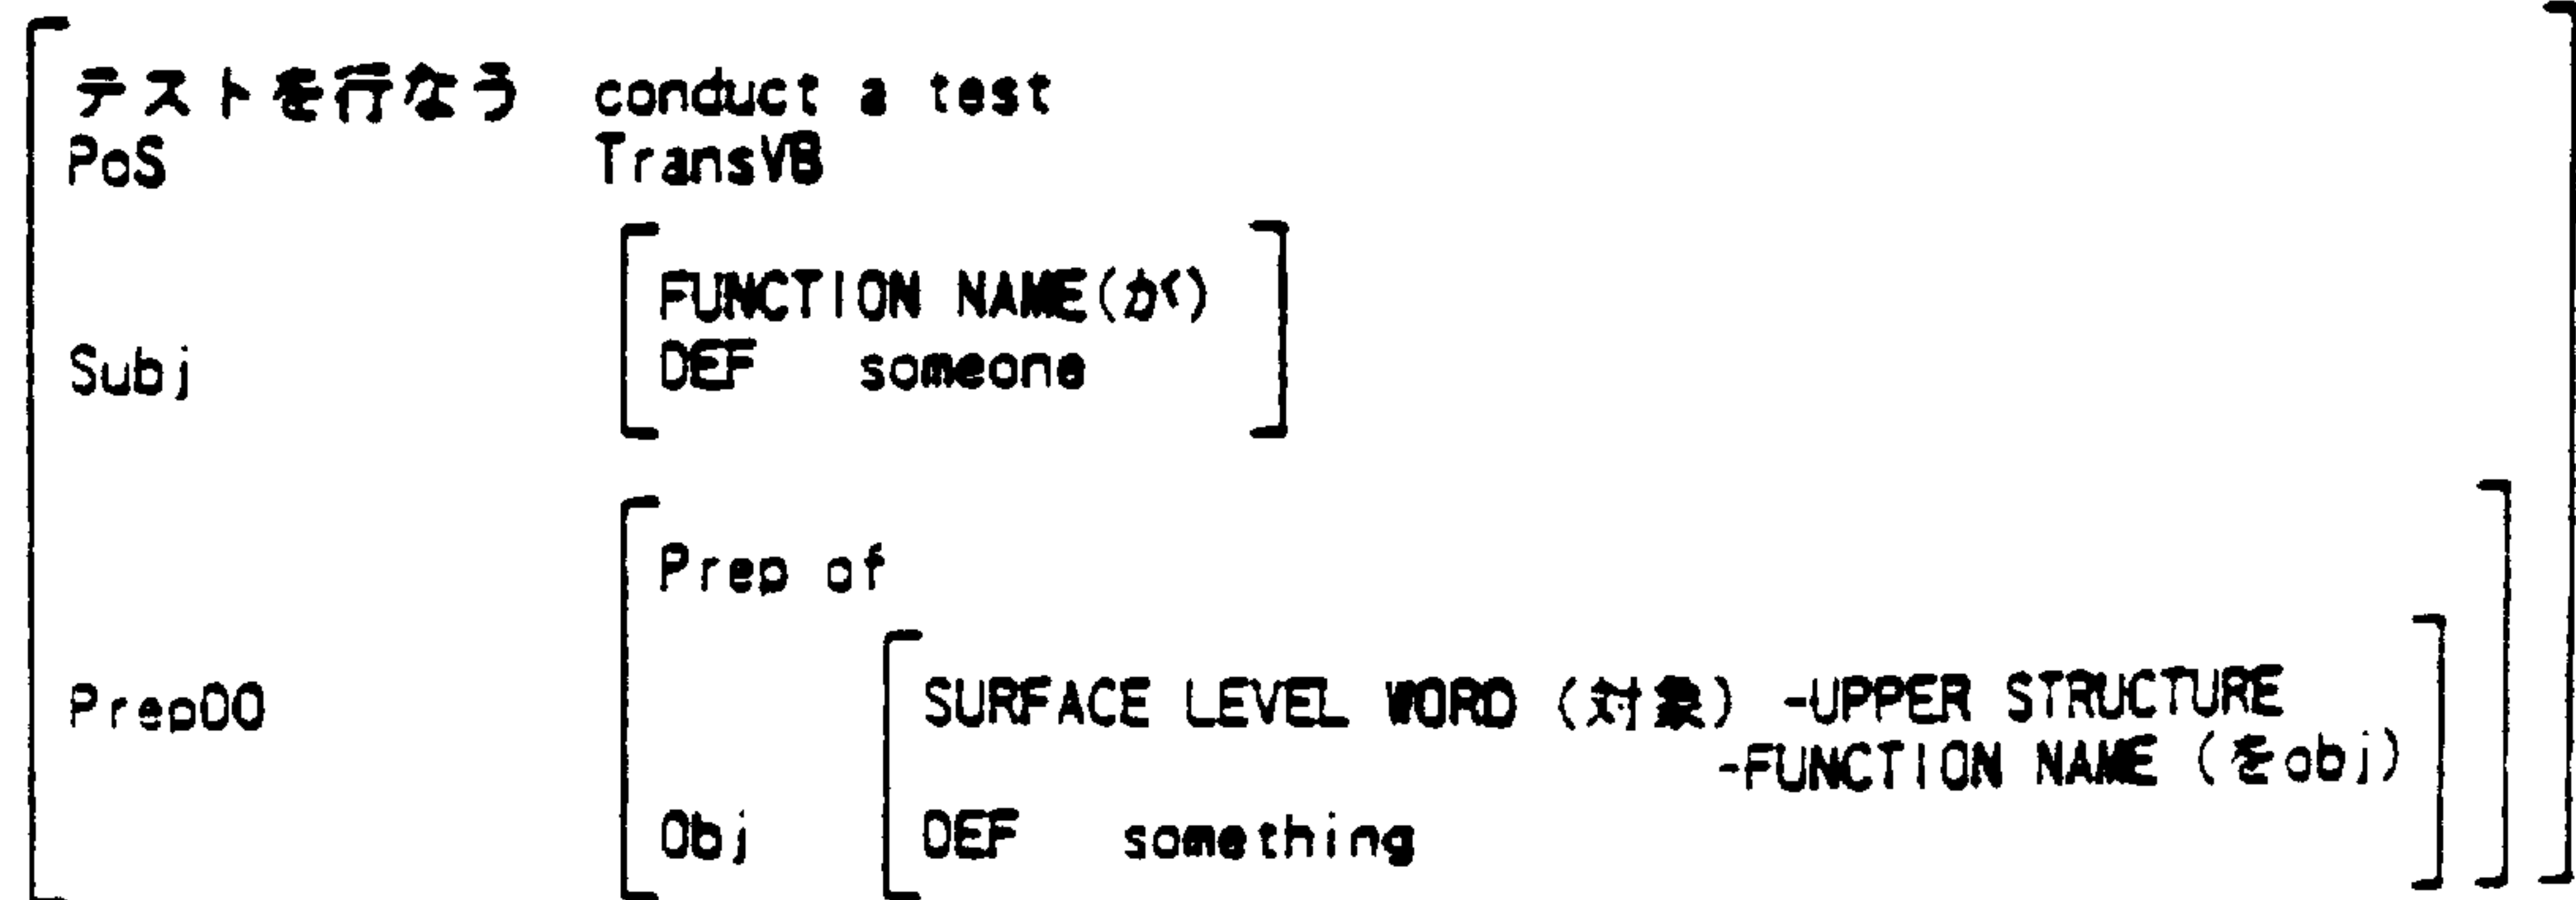 テストを行なう conduct a test
PoS TransVB
FUNCTION NAME(が)
Subj DEF someone
Prep of
PrepOO SURFACE LEVEL WORD (対象) -UPPER STRUCTURE
-FUNCTION NAME (をobj)
Obj DEF something